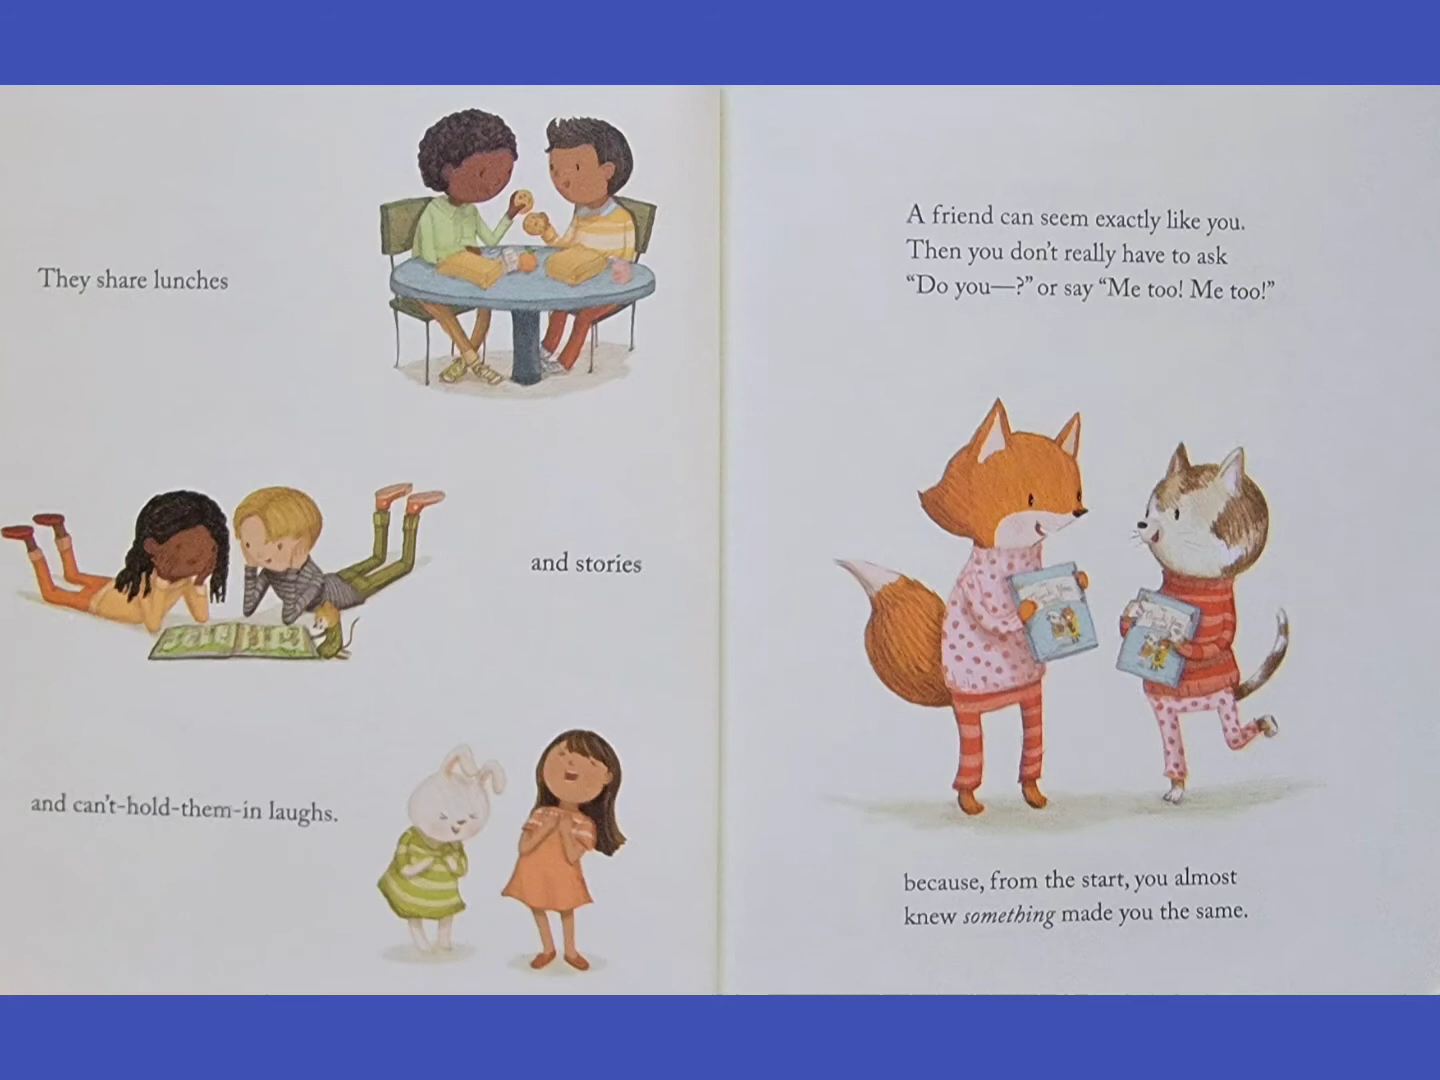 They share lunches
and stories
and can't-hold-them-in laughs.
A friend can seem exactly like you.
Then you don't really have to ask
“Do you—?” or say “Me too! Me too!”
because, from the start, you almost
knew something made you the same.